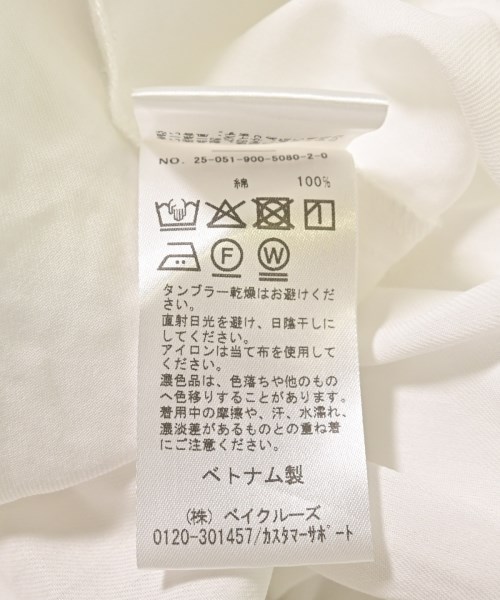 NO. 25-051-900-5080-2-0
綿 100%
F
W
タンブラー乾燥はお避けくだ
さい。
直射日光を避け、日陰干しに
してください。
アイロンは当て布を使用して
ください。
濃色品は、色落ちや他のもの
へ色移りすることがあります。
着用中の摩擦や、汗、水濡れ、
濃淡差があるものとの重ね着
にご注意ください。
ベトナム製
(株) ベイクルーズ
0120-301457/カスタマーサポート